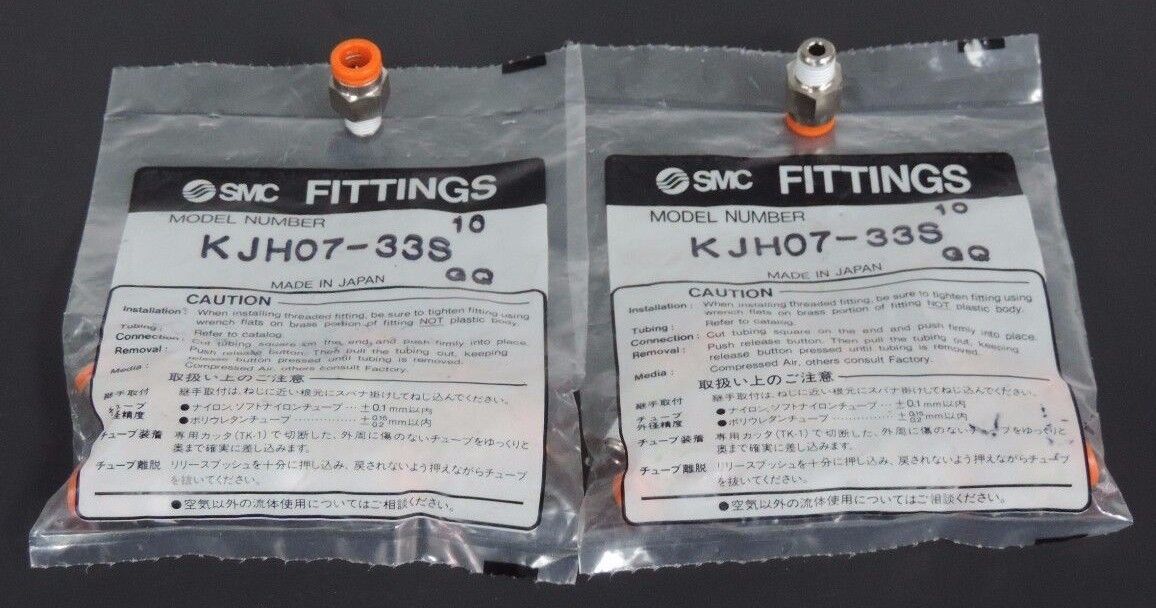 SMC FITTINGS
MODEL NUMBER 10
KJH07-33S
GQ
MADE IN JAPAN
CAUTION
Installation: When installing threaded fitting, be sure to tighten fitting using
wrench flats on brass portion of fitting NOT plastic body.
Tubing: Refer to catalog.
Connection: Cut tubing square on the end and push firmly into place.
Removal: Push release button. Then pull the tubing out, keeping
release button pressed until tubing is removed.
Media: Compressed Air, others consult Factory.
取扱い上のご注意
継手取付 継手取付は、ねじに近い根元にスパナ掛けしてねじ込んでください。
チューブ ●ナイロン、ソフトナイロンチューブ…±0.1mm以内
外径精度 ●ポリウレタンチューブ…± 0.15 0.2 mm以内
チューブ装着 専用カッタ(TK-1)で切断した、外周に傷のないチューブをゆっくりと
奥まで確実に差し込みます。
チューブ離脱 リリースプッシュを十分に押し込み、戻されないよう押えながらチューブ
を抜いてください。
●空気以外の流体使用についてはご相談ください。
SMC FITTINGS
MODEL NUMBER 10
KJH07-33S
GQ
MADE IN JAPAN
CAUTION
Installation: When installing threaded fitting, be sure to tighten fitting using
wrench flats on brass portion of fitting NOT plastic body.
Tubing: Refer to catalog.
Connection: Cut tubing square on the end and push firmly into place.
Removal: Push release button. Then pull the tubing out, keeping
release button pressed until tubing is removed.
Media: Compressed Air, others consult Factory.
取扱い上のご注意
継手取付 継手取付は、ねじに近い根元にスパナ掛けしてねじ込んでください。
チューブ ●ナイロン、ソフトナイロンチューブ…±0.1mm以内
外径精度 ●ポリウレタンチューブ…± 0.15 0.2 mm以内
チューブ装着 専用カッタ(TK-1)で切断した、外周に傷のないチューブをゆっくりと
奥まで確実に差し込みます。
チューブ離脱 リリースプッシュを十分に押し込み、戻されないよう押えながらチューブ
を抜いてください。
●空気以外の流体使用についてはご相談ください。